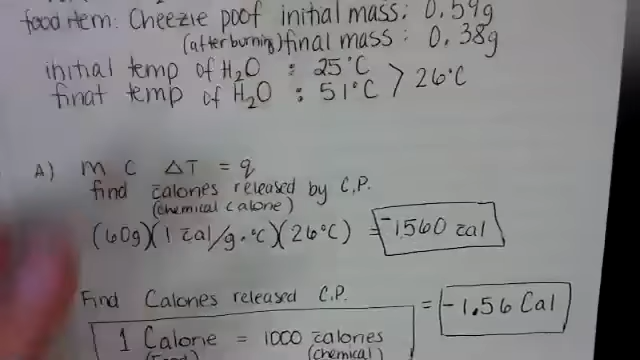 food item: Cheezie poof initial mass: 0.59g
(after burning) final mass : 0.38g
initial temp of H₂O : 25°C
final temp of H₂O : 51°C > 26°C
A) m c ΔT = q
find calories released by C.P.
(chemical calorie)
(60g)(1 cal/g·°C)(26°C) = -1560 cal
Find Calories released C.P. = -1.56 Cal
1 Calorie = 1000 calories
(Food) (chemical)